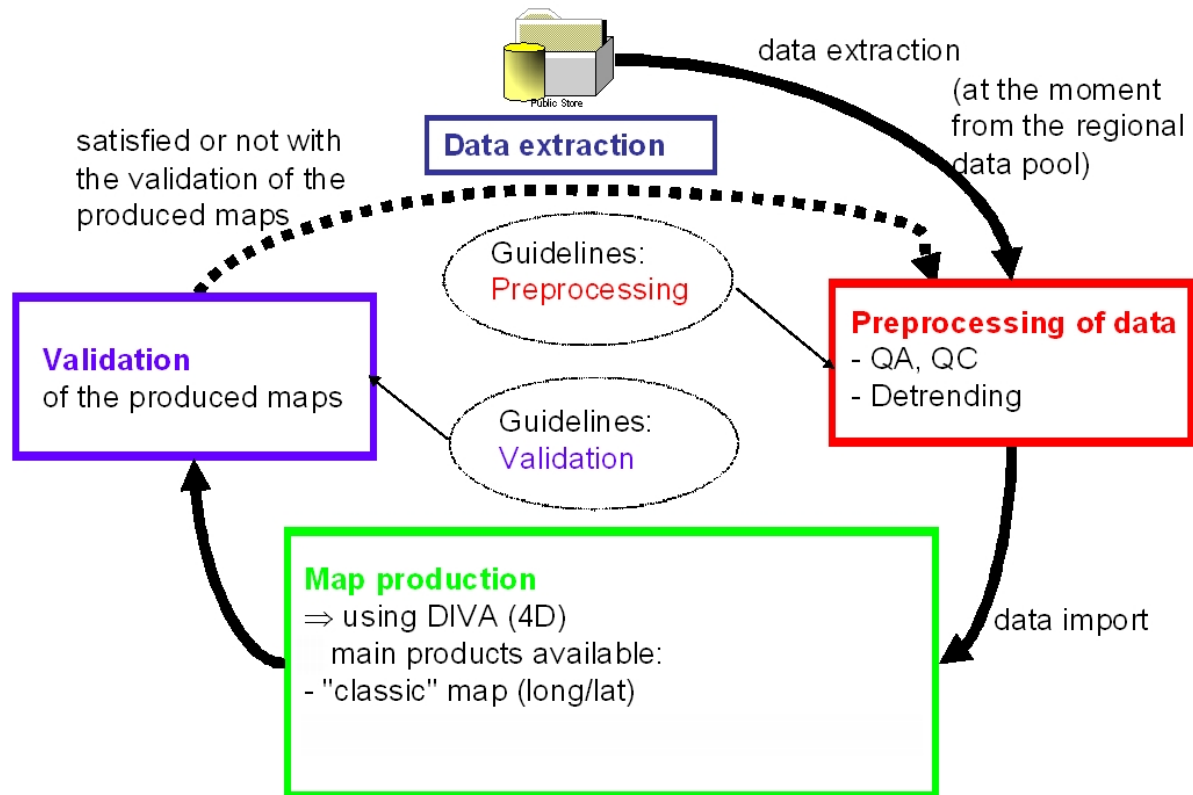 Public Store
data extraction
(at the moment
from the regional
data pool)
Data extraction
satisfied or not with
the validation of the
produced maps
Guidelines:
Preprocessing
Preprocessing of data
- QA, QC
- Detrending
Validation
of the produced maps
Guidelines:
Validation
Map production
⇒ using DIVA (4D)
main products available:
- "classic" map (long/lat)
data import